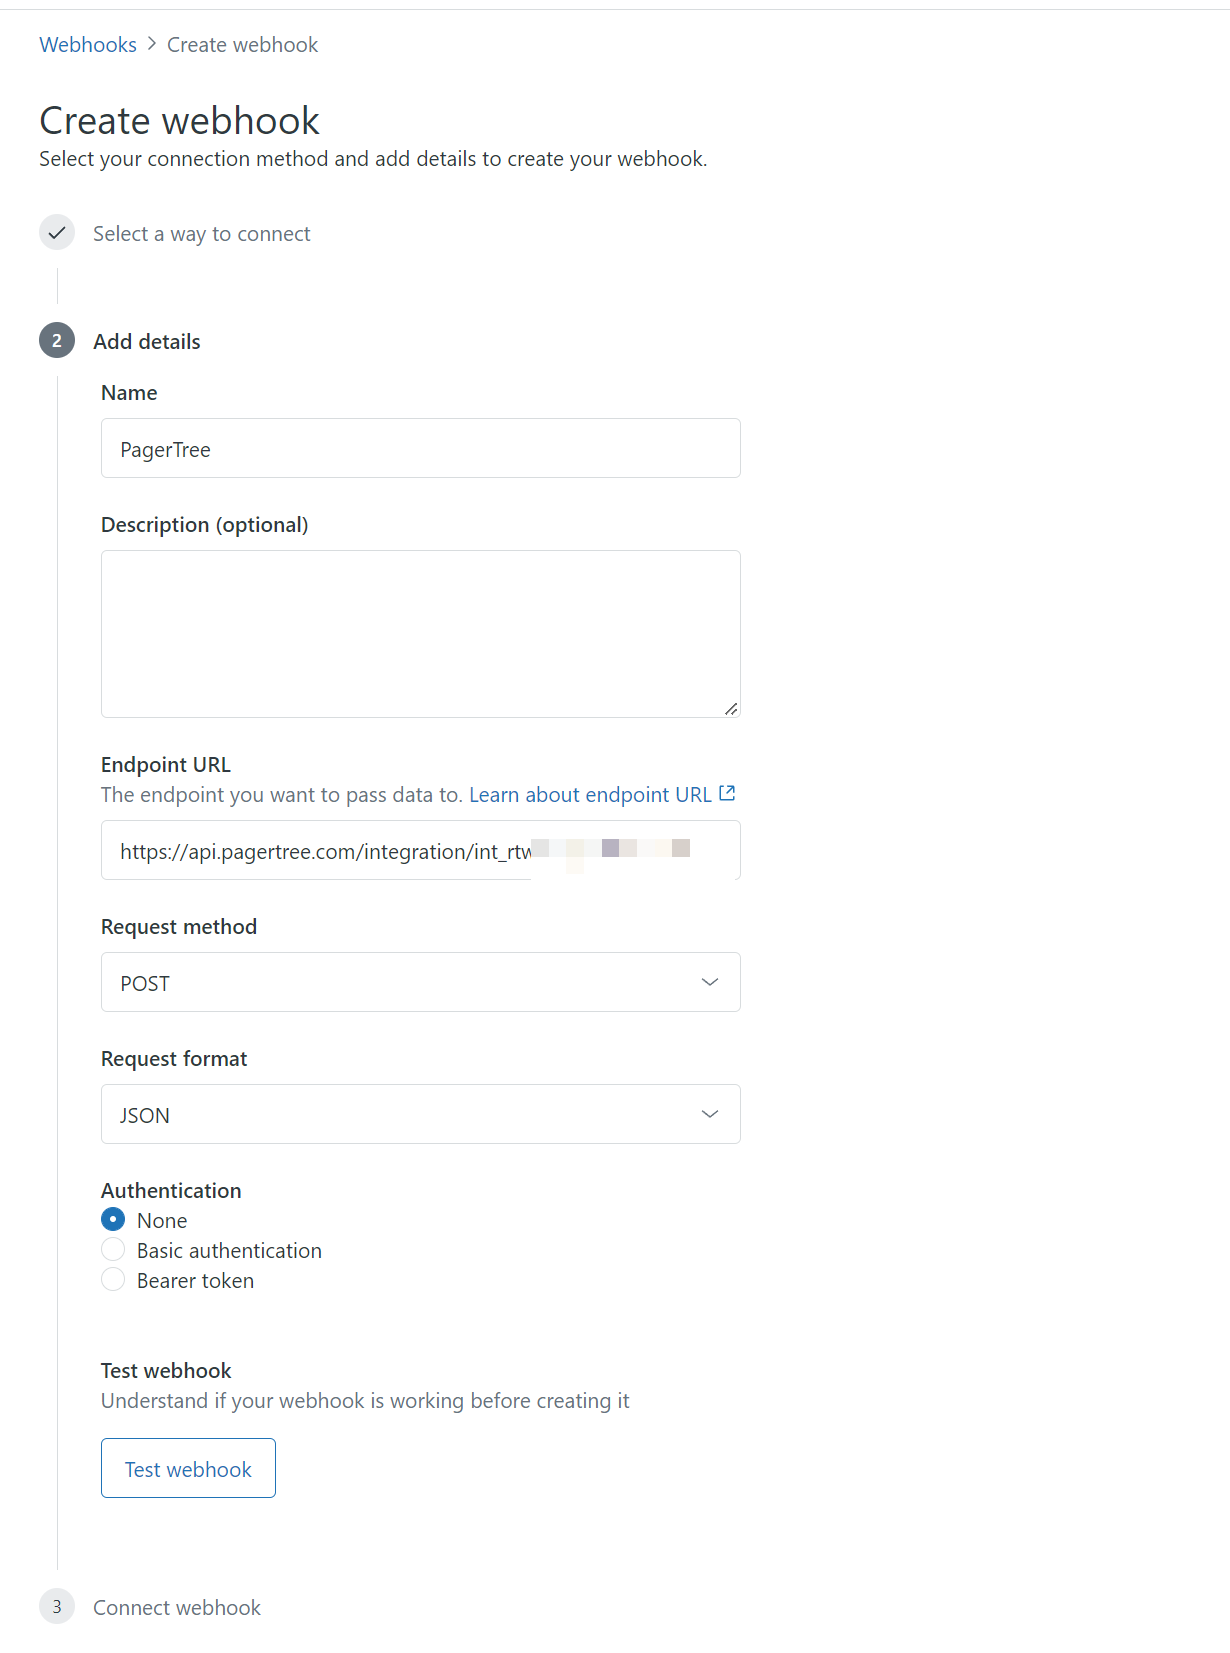 Webhooks > Create webhook
Create webhook
Select your connection method and add details to create your webhook.
Select a way to connect
2 Add details
Name
PagerTree
Description (optional)
Endpoint URL
The endpoint you want to pass data to. Learn about endpoint URL
https://api.pagertree.com/integration/int_rtw
Request method
POST
Request format
JSON
Authentication
None
Basic authentication
Bearer token
Test webhook
Understand if your webhook is working before creating it
Test webhook
3 Connect webhook